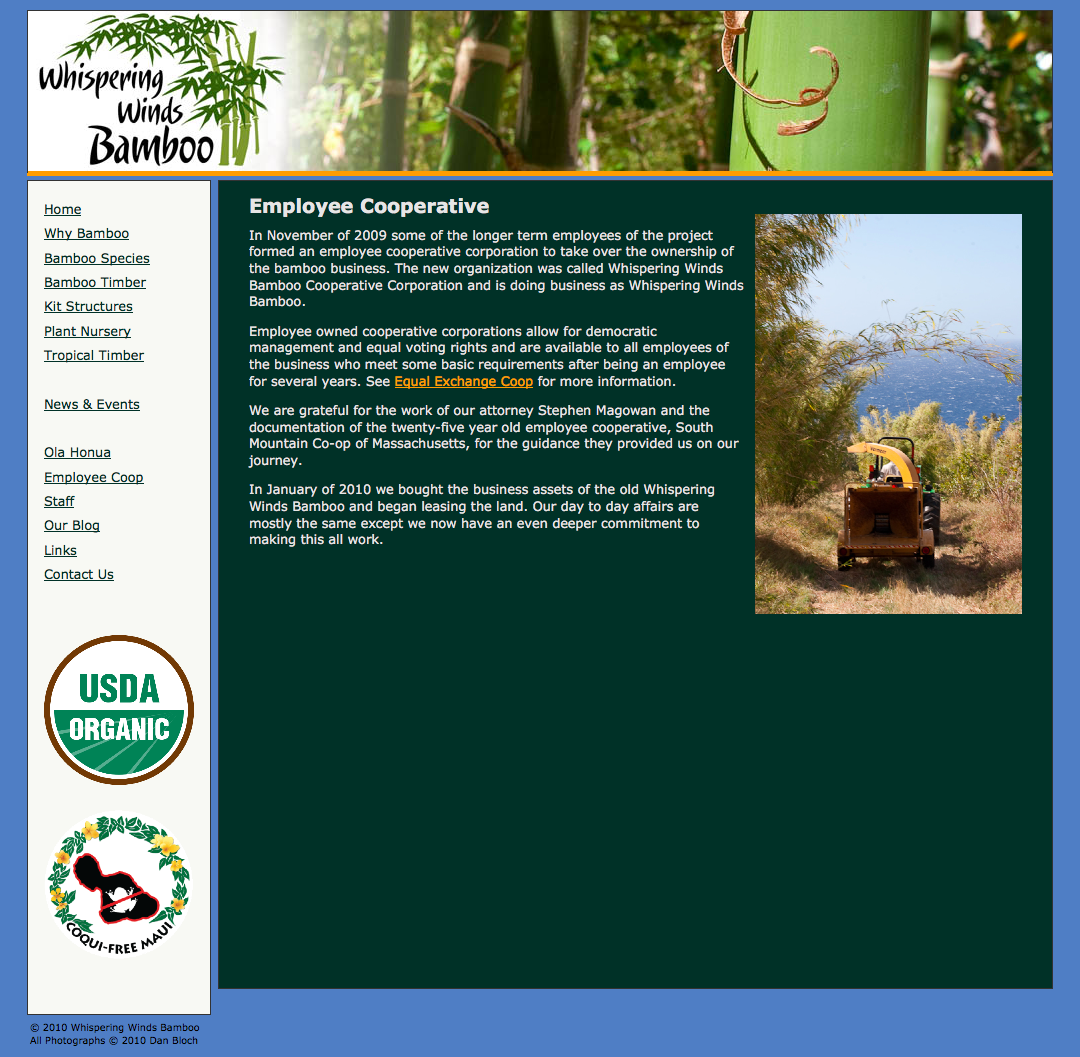 Whispering
Winds
Bamboo
Home
Why Bamboo
Bamboo Species
Bamboo Timber
Kit Structures
Plant Nursery
Tropical Timber
News & Events
Ola Honua
Employee Coop
Staff
Our Blog
Links
Contact Us
USDA
ORGANIC
COQUI-FREE MAUI
Employee Cooperative
In November of 2009 some of the longer term employees of the project
formed an employee cooperative corporation to take over the ownership of
the bamboo business. The new organization was called Whispering Winds
Bamboo Cooperative Corporation and is doing business as Whispering Winds
Bamboo.
Employee owned cooperative corporations allow for democratic
management and equal voting rights and are available to all employees of
the business who meet some basic requirements after being an employee
for several years. See Equal Exchange Coop for more information.
We are grateful for the work of our attorney Stephen Magowan and the
documentation of the twenty-five year old employee cooperative, South
Mountain Co-op of Massachusetts, for the guidance they provided us on our
journey.
In January of 2010 we bought the business assets of the old Whispering
Winds Bamboo and began leasing the land. Our day to day affairs are
mostly the same except we now have an even deeper commitment to
making this all work.
© 2010 Whispering Winds Bamboo
All Photographs © 2010 Dan Bloch